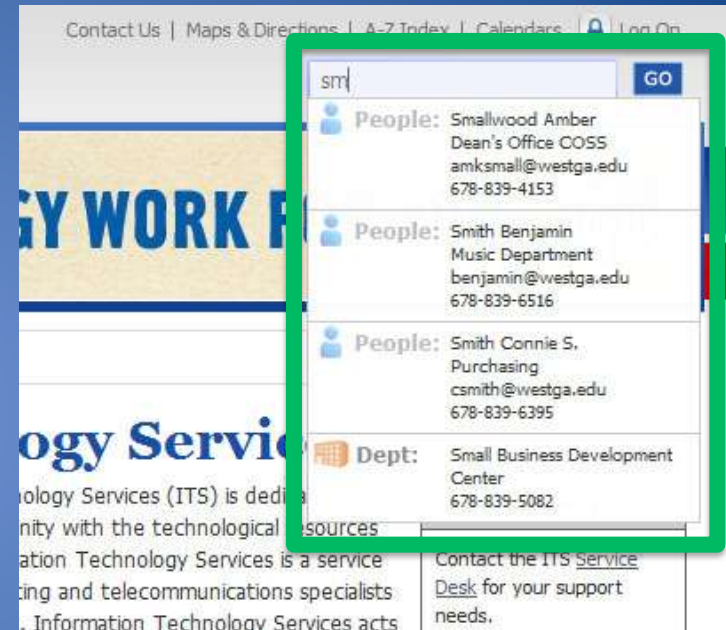 Contact Us | Maps & Directions | A-Z Index | Calendars Log On
sm GO
People: Smallwood Amber
Dean's Office COSS
amksmall@westga.edu
678-839-4153
GY WORK
People: Smith Benjamin
Music Department
benjamin@westga.edu
678-839-6516
People: Smith Connie S.
Purchasing
csmith@westga.edu
678-839-6395
Dept: Small Business Development
Center
678-839-5082
ogy Servi
ology Services (ITS) is dedi
nity with the technological resources
ation Technology Services is a service
ting and telecommunications specialists
. Information Technology Services acts
Contact the ITS Service
Desk for your support
needs.